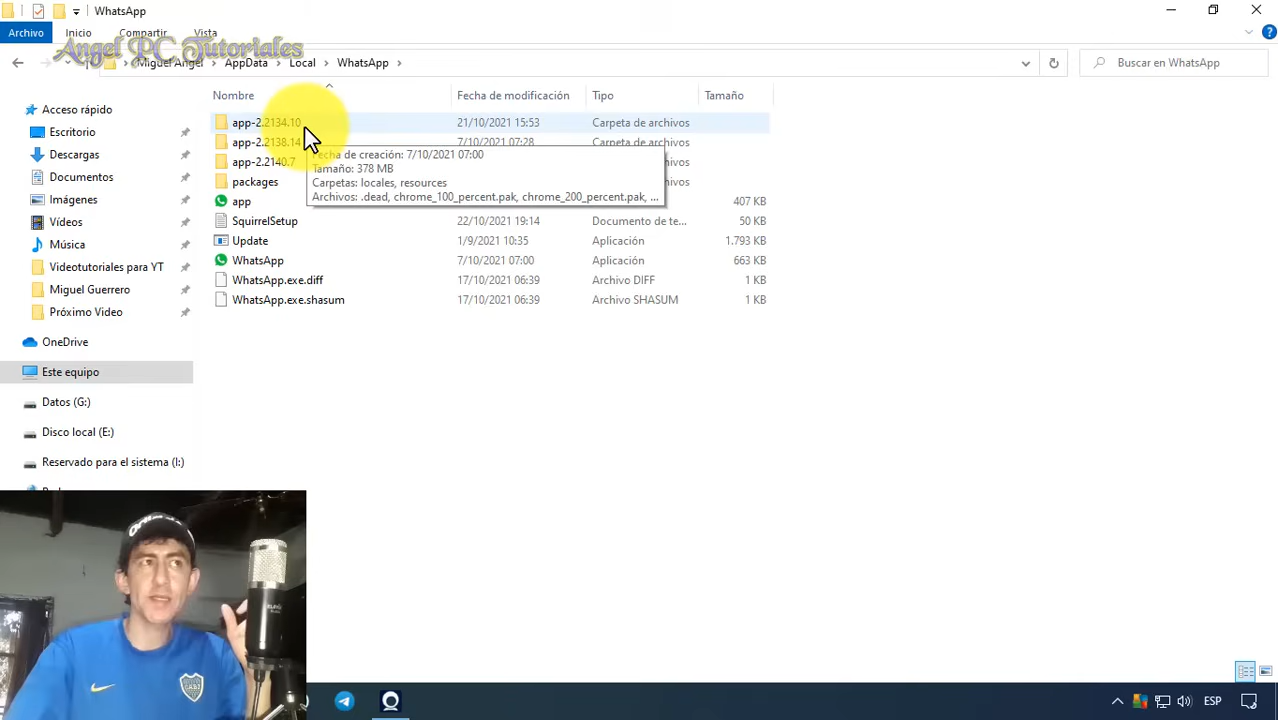 WhatsApp
Archivo Inicio Compartir Vista
Angel PC Tutoriales
Miguel Angel > AppData > Local > WhatsApp >
Buscar en WhatsApp
Nombre Fecha de modificación Tipo Tamaño
Acceso rápido
Escritorio
Descargas
Documentos
Imágenes
Vídeos
Música
Videotutoriales para YT
Miguel Guerrero
Próximo Video
OneDrive
Este equipo
Datos (G:)
Disco local (E:)
Reservado para el sistema (I:)
app-2.2134.10 21/10/2021 15:53 Carpeta de archivos
app-2.2138.14 7/10/2021 07:28 Carpeta de archivos
app-2.2140.7
packages
app 407 KB
SquirrelSetup 22/10/2021 19:14 Documento de te... 50 KB
Update 1/9/2021 10:35 Aplicación 1.793 KB
WhatsApp 7/10/2021 07:00 Aplicación 663 KB
WhatsApp.exe.diff 17/10/2021 06:39 Archivo DIFF 1 KB
WhatsApp.exe.shasum 17/10/2021 06:39 Archivo SHASUM 1 KB
Fecha de creación: 7/10/2021 07:00
Tamaño: 378 MB
Carpetas: locales, resources
Archivos: .dead, chrome_100_percent.pak, chrome_200_percent.pak, ...
ESP